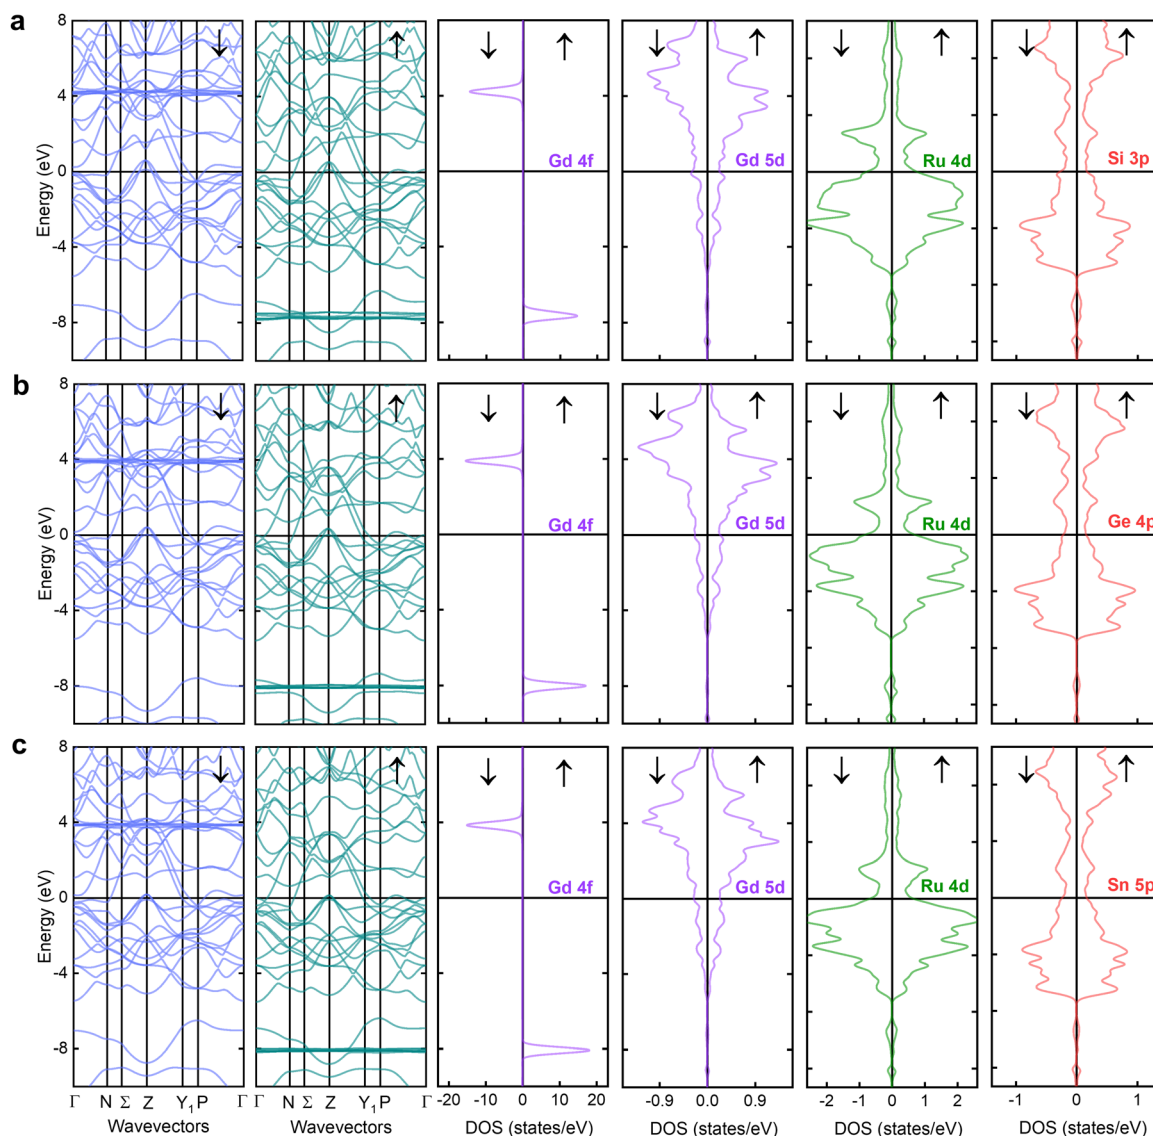 a
8
4
0
-4
-8
Energy (eV)
↓
↑
↓ ↑
Gd 4f
↓ ↑
Gd 5d
↓ ↑
Ru 4d
↓ ↑
Si 3p
b
8
4
0
-4
-8
Energy (eV)
↓
↑
↓ ↑
Gd 4f
↓ ↑
Gd 5d
↓ ↑
Ru 4d
↓ ↑
Ge 4p
c
8
4
0
-4
-8
Energy (eV)
↓
↑
↓ ↑
Gd 4f
↓ ↑
Gd 5d
↓ ↑
Ru 4d
↓ ↑
Sn 5p
Γ N Σ Z Y₁P Γ
Wavevectors
Γ N Σ Z Y₁P Γ
Wavevectors
-20 -10 0 10 20
DOS (states/eV)
-0.9 0.0 0.9
DOS (states/eV)
-2 -1 0 1 2
DOS (states/eV)
-1 0 1
DOS (states/eV)